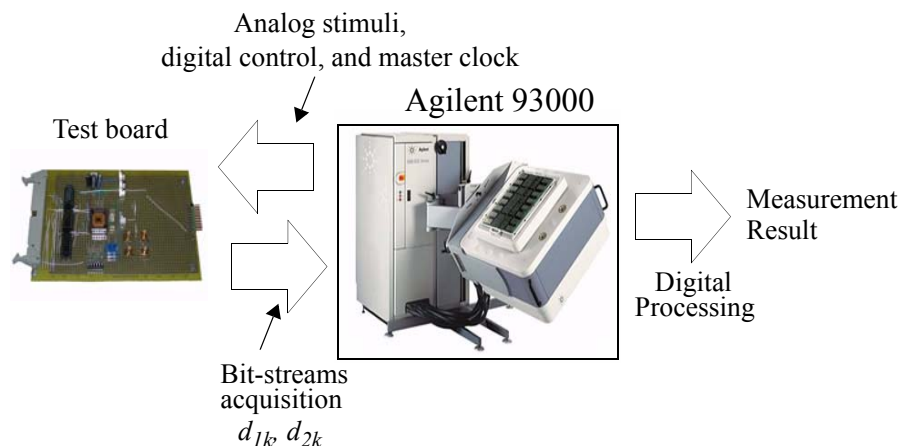 Analog stimuli,
digital control, and master clock
Agilent 93000
Test board
Agilent
Measurement
Result
Digital
Processing
Bit-streams
acquisition
d1k, d2k